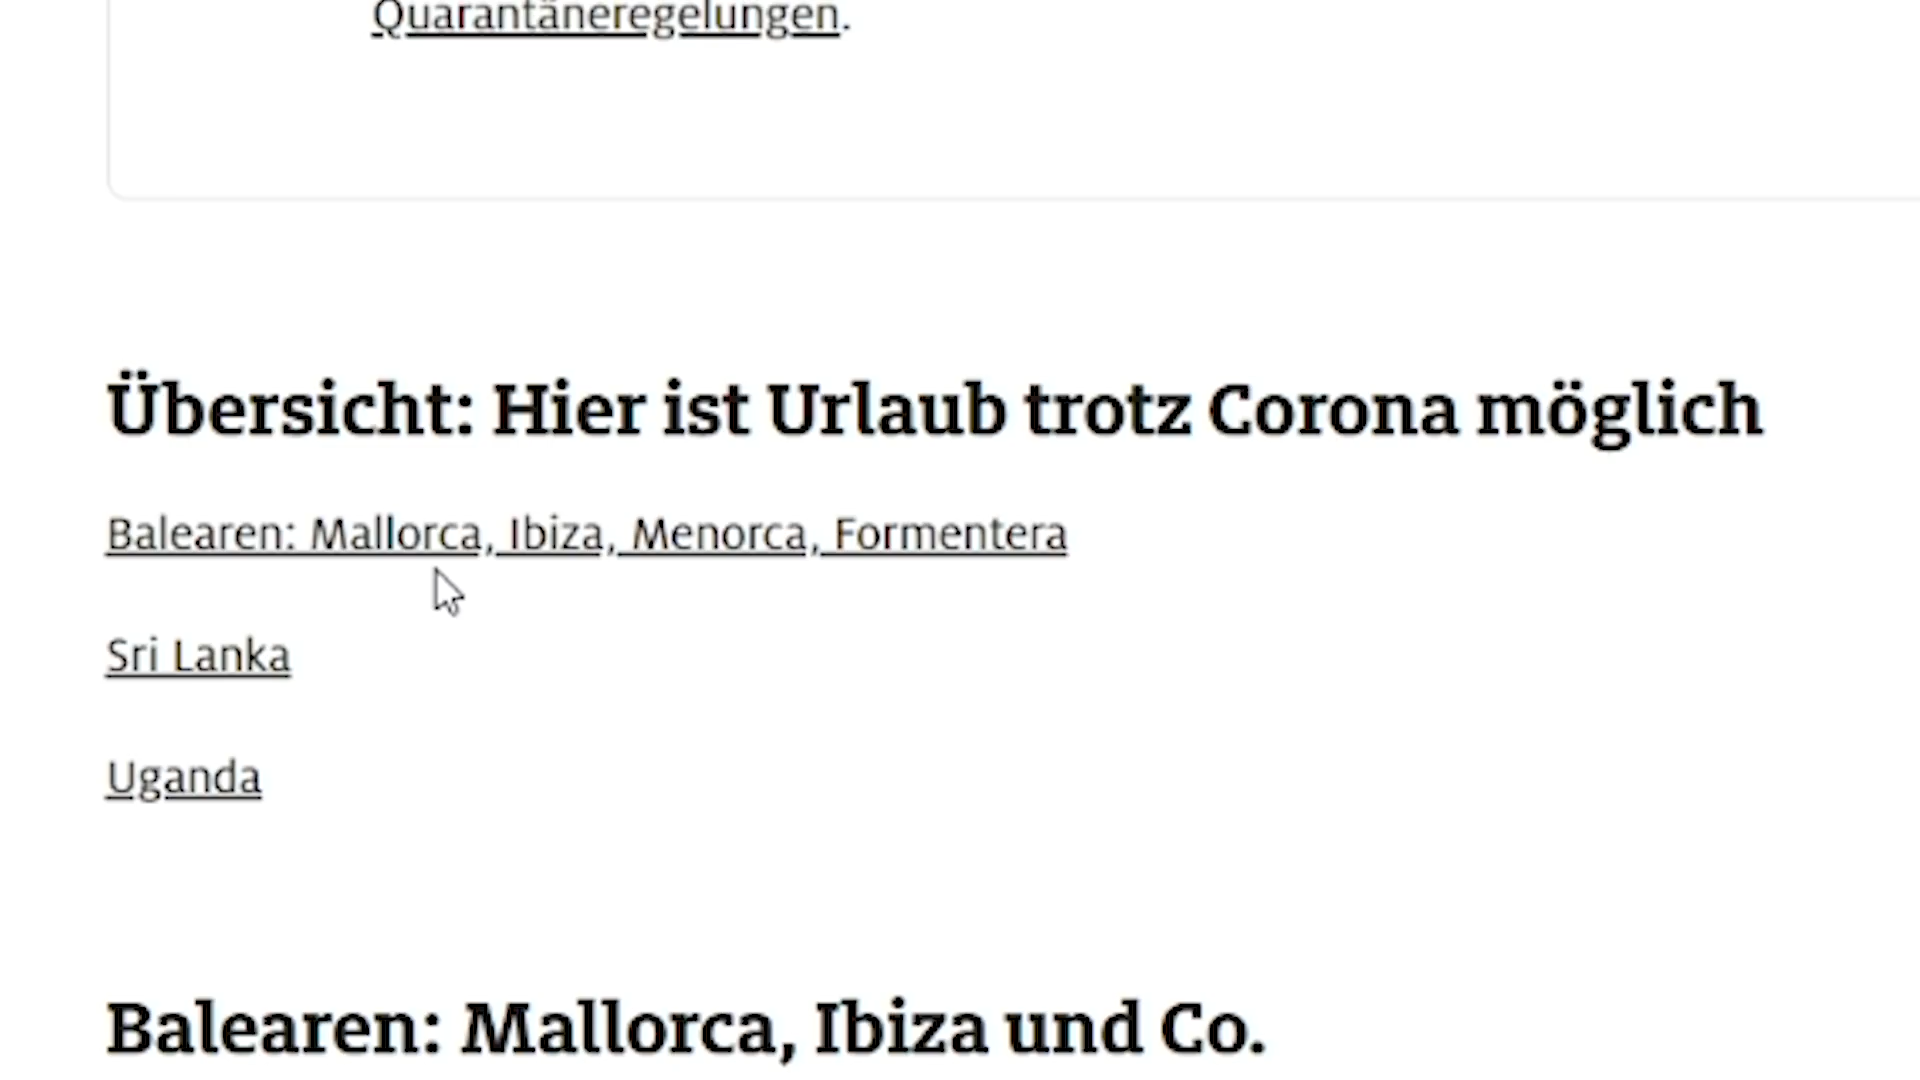 Quarantäneregelungen.
Übersicht: Hier ist Urlaub trotz Corona möglich
Balearen: Mallorca, Ibiza, Menorca, Formentera
Sri Lanka
Uganda
Balearen: Mallorca, Ibiza und Co.